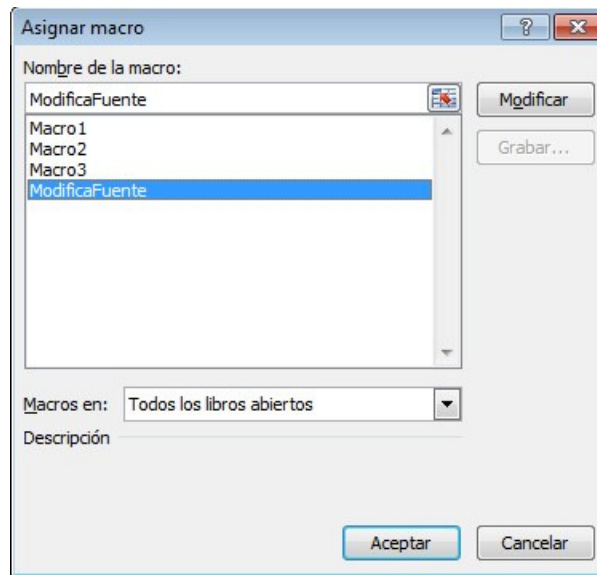 Asignar macro
Nombre de la macro:
ModificaFuente
Modificar
Macro1
Grabar...
Macro2
Macro3
ModificaFuente
Macros en: Todos los libros abiertos
Descripción
Aceptar Cancelar